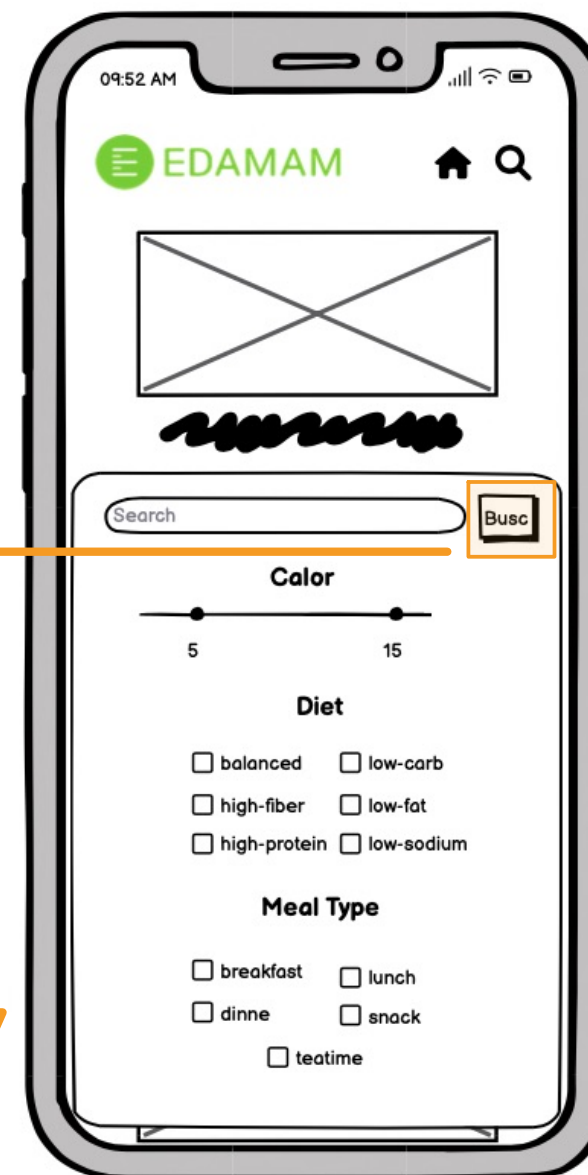 09:52 AM
EDAMAM
Search
Busc
Calor
5 15
Diet
balanced low-carb
high-fiber low-fat
high-protein low-sodium
Meal Type
breakfast lunch
dinne snack
teatime